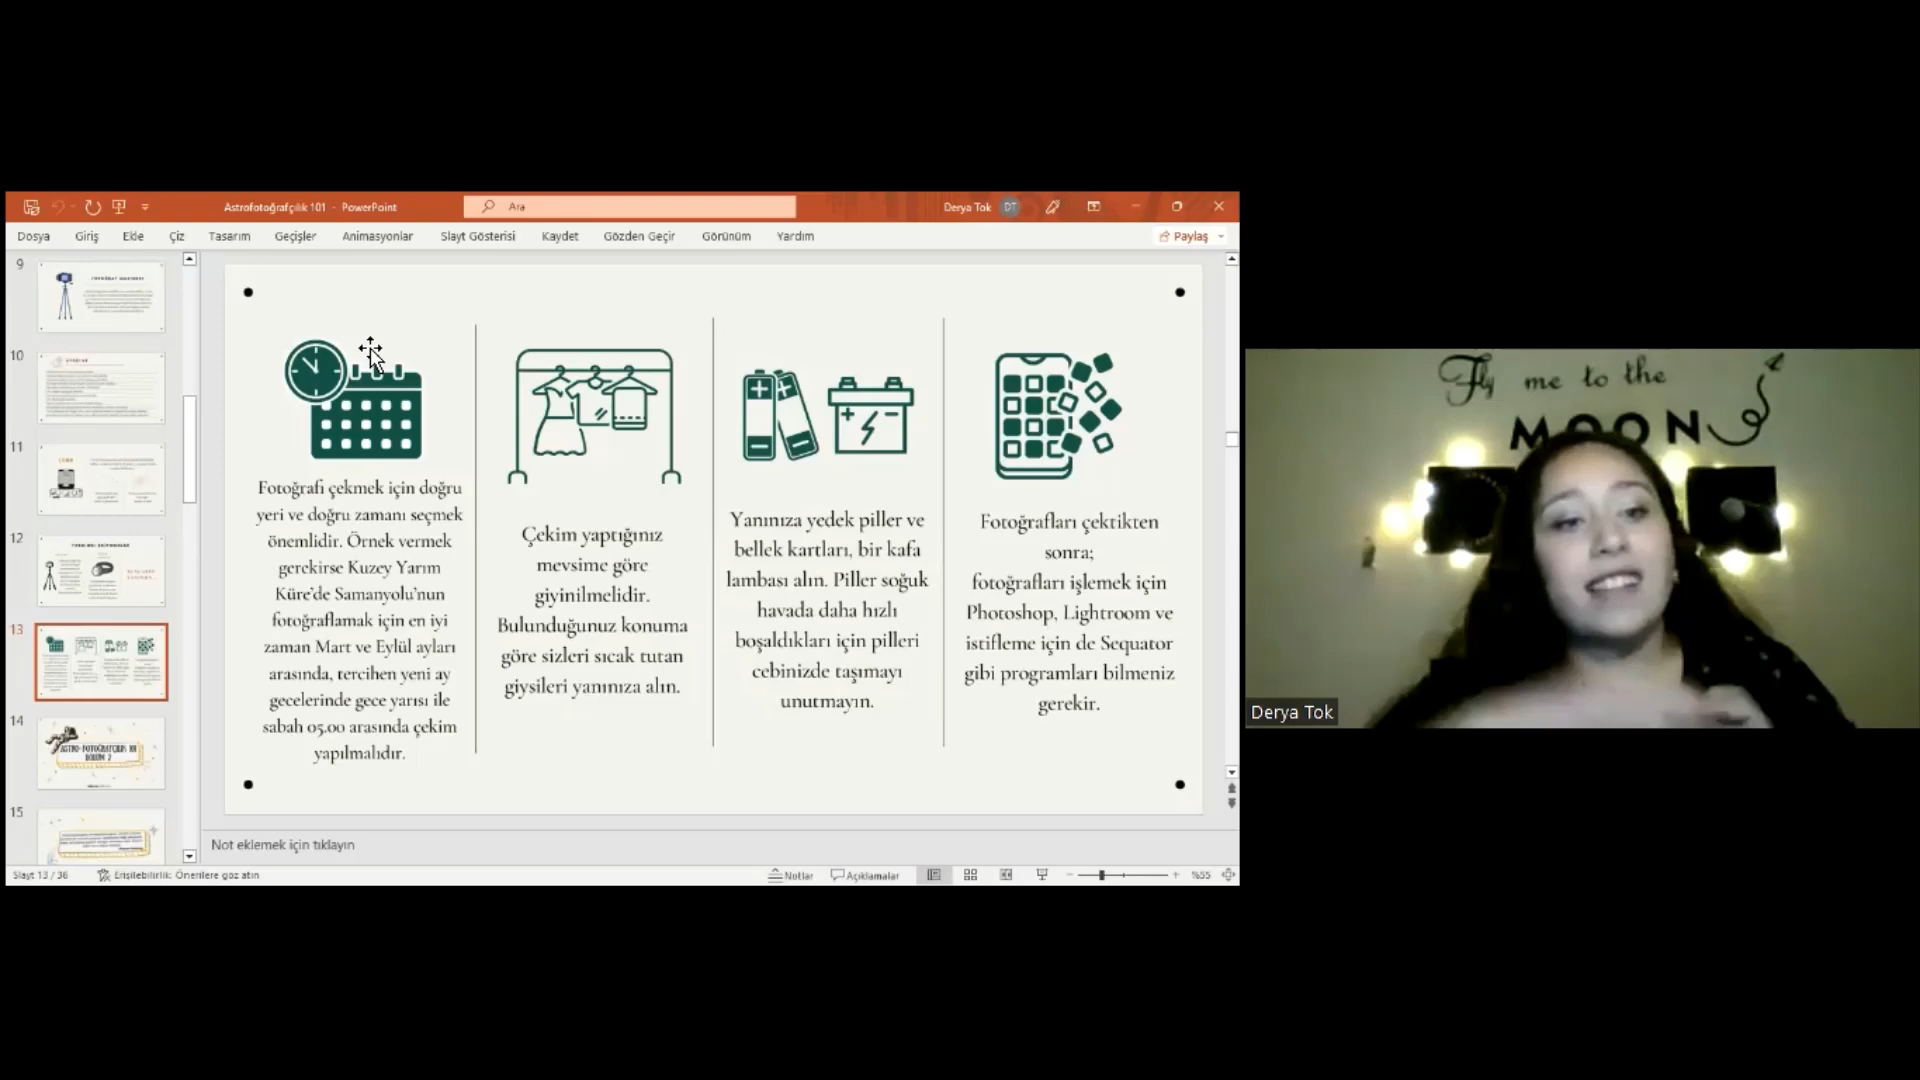 Astrofotoğrafçılık 101 - PowerPoint
Ara
Derya Tok
DT
Dosya
Giriş
Ekle
Çiz
Tasarım
Geçişler
Animasyonlar
Slayt Gösterisi
Kaydet
Gözden Geçir
Görünüm
Yardım
Paylaş
9
10
11
12
13
14
15
Fotoğrafı çekmek için doğru
yeri ve doğru zamanı seçmek
önemlidir. Örnek vermek
gerekirse Kuzey Yarım
Küre'de Samanyolu'nun
fotoğraflamak için en iyi
zaman Mart ve Eylül ayları
arasında, tercihen yeni ay
gecelerinde gece yarısı ile
sabah 05.00 arasında çekim
yapılmalıdır.
Çekim yaptığınız
mevsime göre
giyinilmelidir.
Bulunduğunuz konuma
göre sizleri sıcak tutan
giysileri yanınıza alın.
Yanınıza yedek piller ve
bellek kartları, bir kafa
lambası alın. Piller soğuk
havada daha hızlı
boşaldıkları için pilleri
cebinizde taşımayı
unutmayın.
Fotoğrafları çektikten
sonra;
fotoğrafları işlemek için
Photoshop, Lightroom ve
istifleme için de Sequator
gibi programları bilmeniz
gerekir.
Not eklemek için tıklayın
Slayt 13 / 36
Erişilebilirlik: Önerilere göz atın
Notlar
Açıklamalar
%55
Fly me to the
MOON
Derya Tok